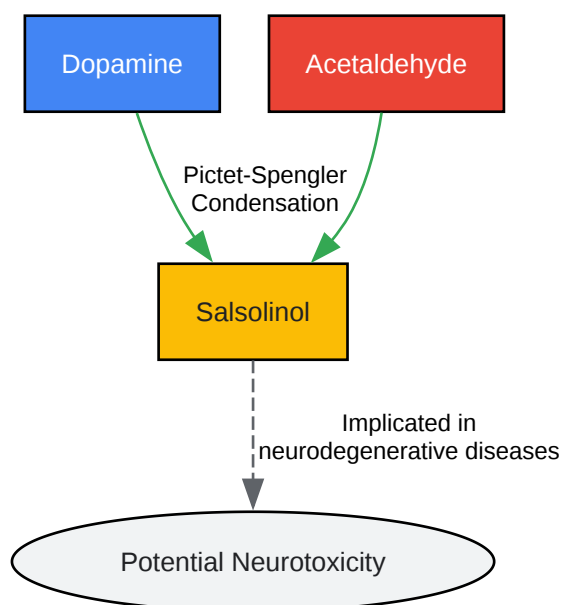 Dopamine
Acetaldehyde
Pictet-Spengler
Condensation
Salsolinol
Implicated in
neurodegenerative diseases
Potential Neurotoxicity